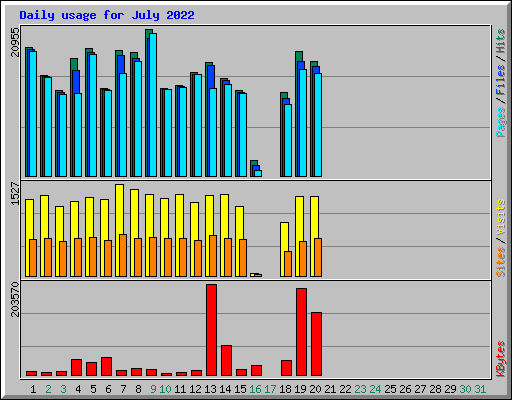 Daily usage for July 2022
20955
Pages / Files / Hits
1527
Sites / Visits
203570
KBytes
1 2 3 4 5 6 7 8 9 10 11 12 13 14 15 16 17 18 19 20 21 22 23 24 25 26 27 28 29 30 31